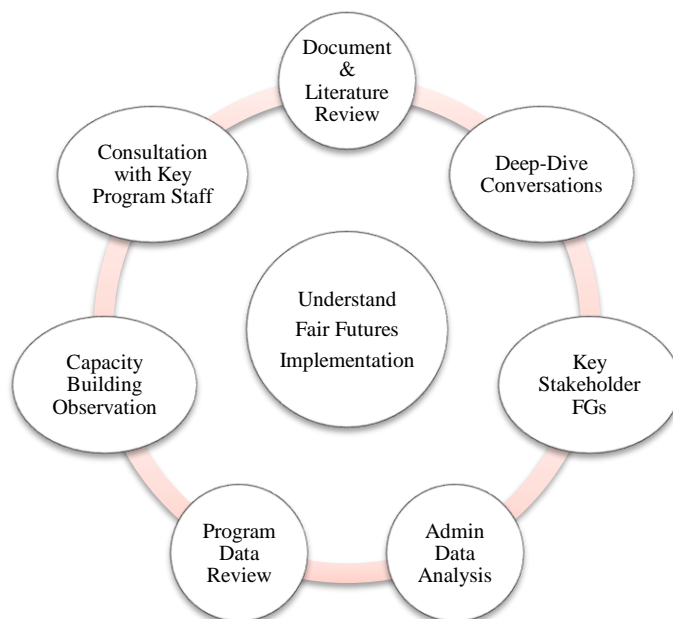 Document
&
Literature
Review
Deep-Dive
Conversations
Key
Stakeholder
FGs
Admin
Data
Analysis
Program
Data
Review
Capacity
Building
Observation
Consultation
with Key
Program Staff
Understand
Fair Futures
Implementation